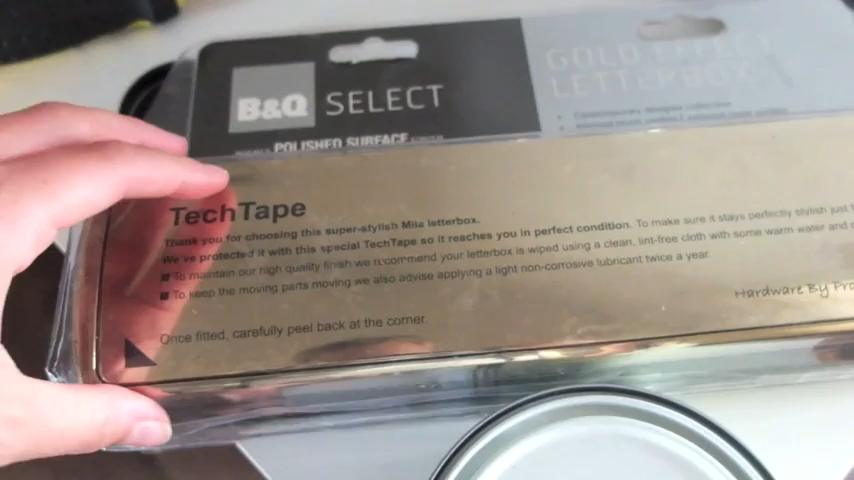 B&Q SELECT
GOLD EFFECT
LETTERBOX
POLISHED SURFACE
TechTape
Thank you for choosing this super-stylish Mila letterbox.
We've protected it with this special TechTape so it reaches you in perfect condition. To make sure it stays perfectly stylish just
■ To maintain our high quality finish we recommend your letterbox is wiped using a clean, lint-free cloth with some warm water and
■ To keep the moving parts moving we also advise applying a light non-corrosive lubricant twice a year.
Hardware By
Once fitted, carefully peel back at the corner.